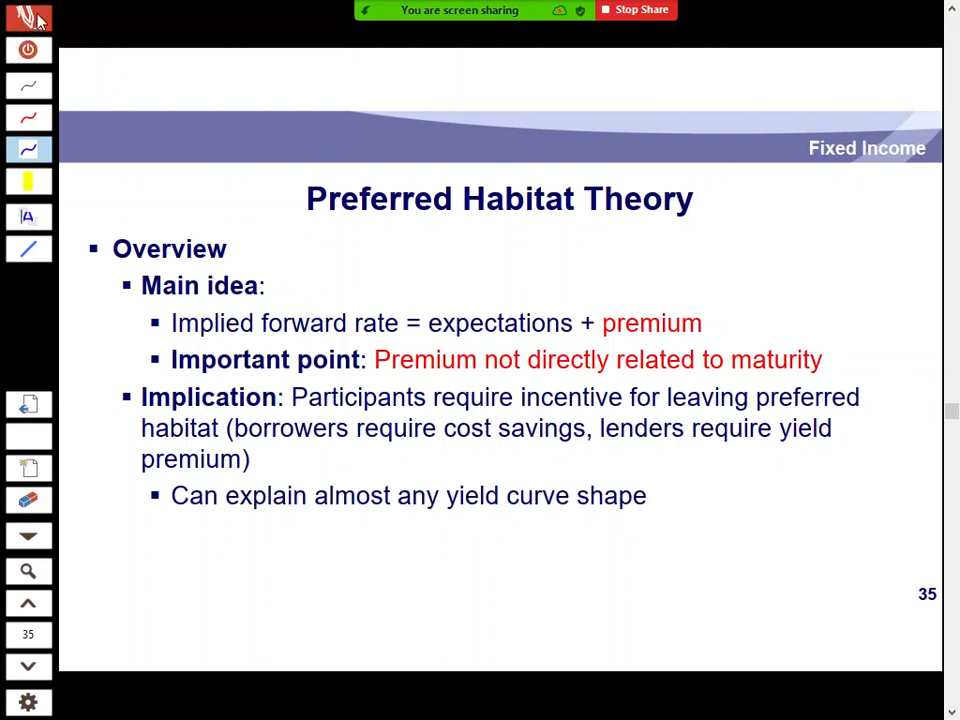 You are screen sharing
Stop Share
Fixed Income
Preferred Habitat Theory
▪ Overview
▪ Main idea:
▪ Implied forward rate = expectations + premium
▪ Important point: Premium not directly related to maturity
▪ Implication: Participants require incentive for leaving preferred
habitat (borrowers require cost savings, lenders require yield
premium)
▪ Can explain almost any yield curve shape
35
35